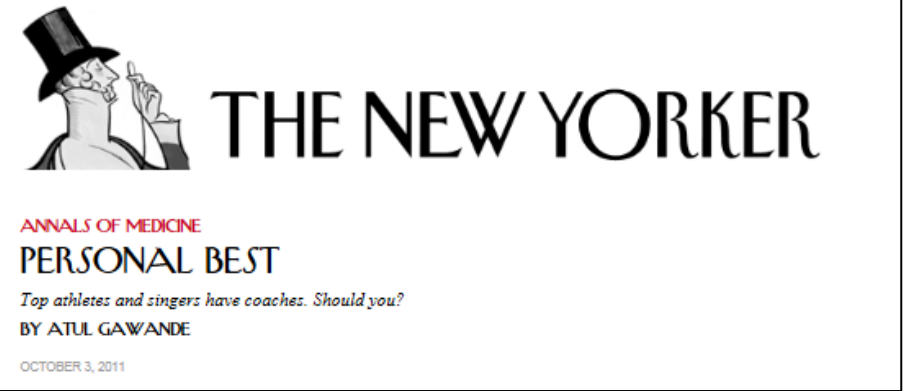 THE NEW YORKER
ANNALS OF MEDICINE
PERSONAL BEST
Top athletes and singers have coaches. Should you?
BY ATUL GAWANDE
OCTOBER 3, 2011